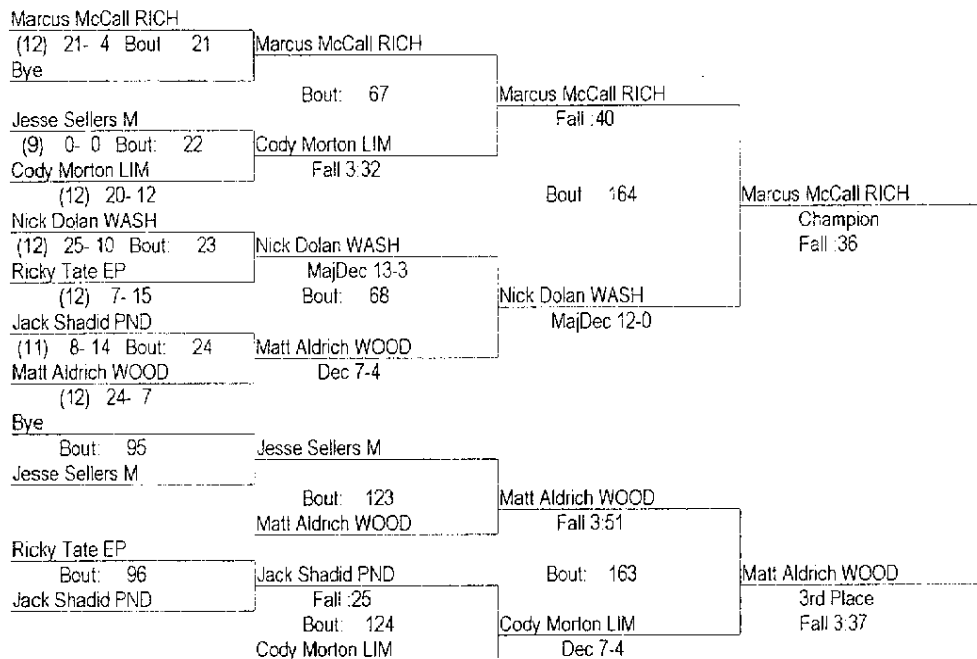 Marcus McCall RICH
(12) 21- 4 Bout 21
Marcus McCall RICH
Bye
Bout: 67
Marcus McCall RICH
Jesse Sellers M
Fall :40
(9) 0- 0 Bout: 22
Cody Morton LIM
Cody Morton LIM
Fall 3:32
(12) 20- 12
Bout 164
Marcus McCall RICH
Nick Dolan WASH
Champion
(12) 25- 10 Bout: 23
Nick Dolan WASH
Fall :36
Ricky Tate EP
MajDec 13-3
(12) 7- 15
Bout: 68
Nick Dolan WASH
Jack Shadid PND
MajDec 12-0
(11) 8- 14 Bout: 24
Matt Aldrich WOOD
Matt Aldrich WOOD
Dec 7-4
(12) 24- 7
Bye
Bout: 95
Jesse Sellers M
Jesse Sellers M
Bout: 123
Matt Aldrich WOOD
Matt Aldrich WOOD
Fall 3:51
Ricky Tate EP
Bout: 96
Jack Shadid PND
Bout: 163
Matt Aldrich WOOD
Jack Shadid PND
Fall :25
3rd Place
Bout: 124
Cody Morton LIM
Fall 3:37
Cody Morton LIM
Dec 7-4